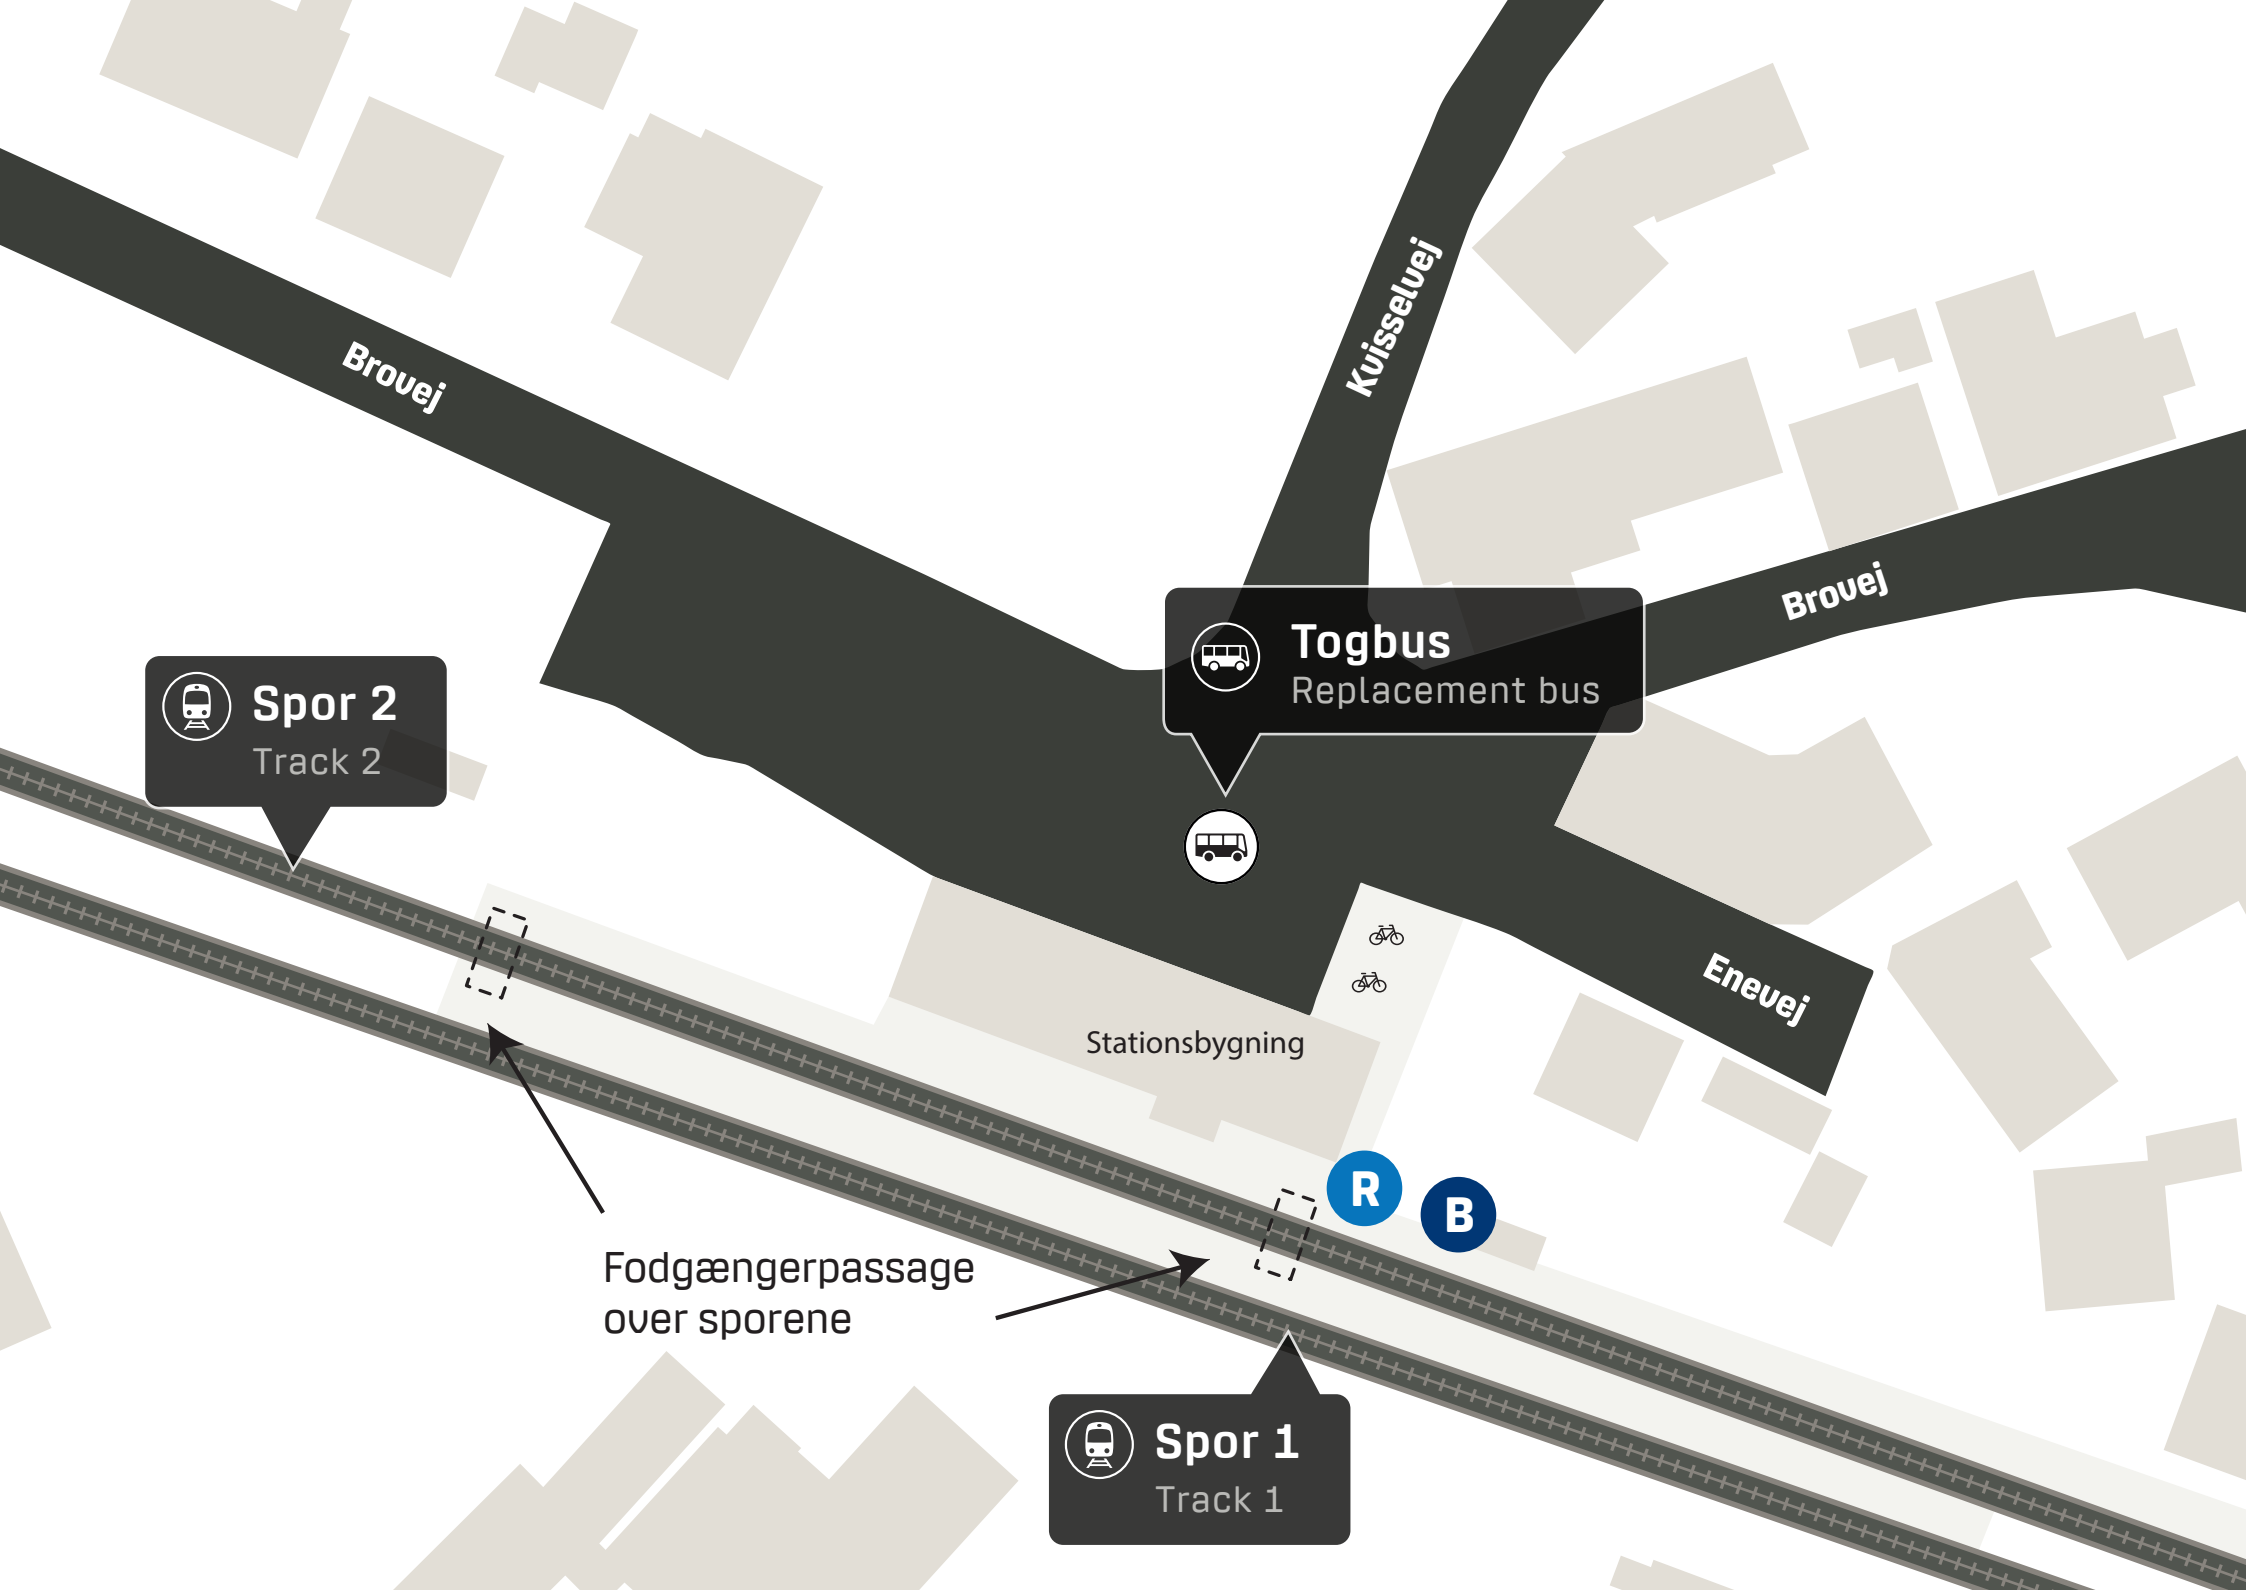 Kvisselvej
Brovej
Brovej
Togbus
Replacement bus
Spor 2
Track 2
Enevej
Stationsbygning
R
B
Fodgængerpassage
over sporene
Spor 1
Track 1